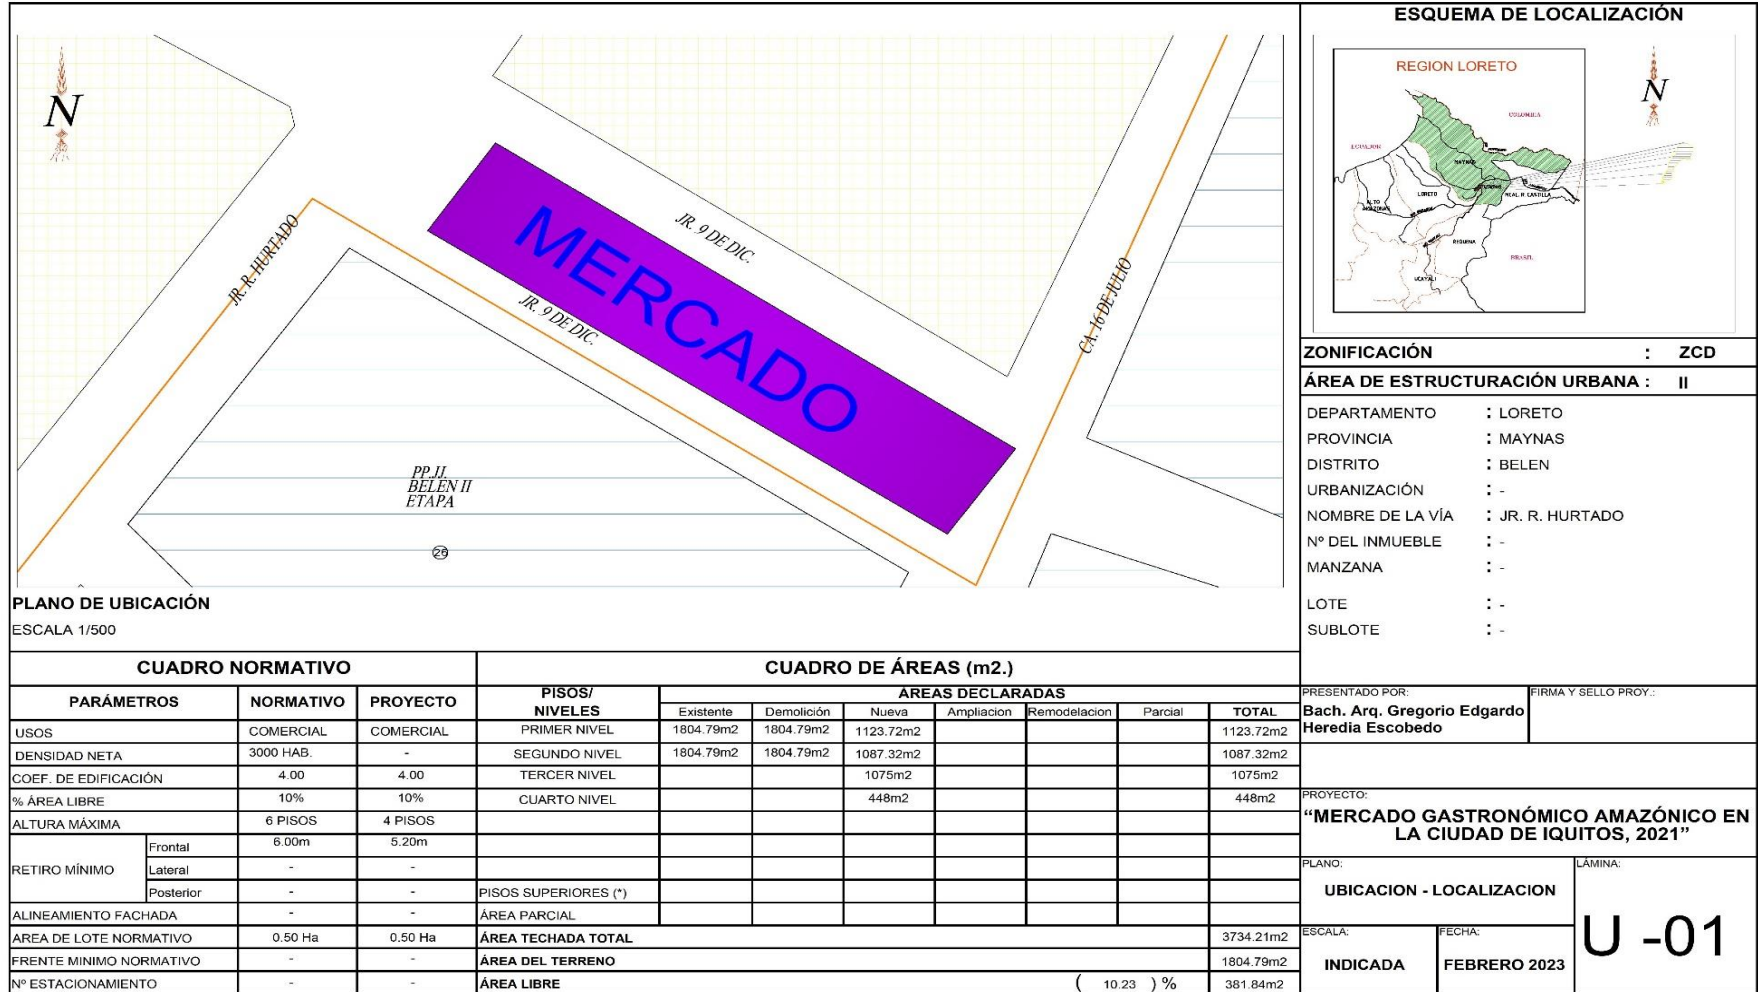 N
JR. R. HURTADO
JR. 9 DE DIC.
JR. 9 DE DIC.
MERCADO
CA. 16 DE JULIO
PP.JJ.
BELEN II
ETAPA
26
PLANO DE UBICACIÓN
ESCALA 1/500
ESQUEMA DE LOCALIZACIÓN
REGION LORETO
N
COLOMBIA
ECUADOR
MAYNAS
LORETO
ALTO
AMAZONAS
REQUENA
BRASIL
UCAYALI
ZONIFICACIÓN : ZCD
ÁREA DE ESTRUCTURACIÓN URBANA : II
DEPARTAMENTO : LORETO
PROVINCIA : MAYNAS
DISTRITO : BELEN
URBANIZACIÓN : -
NOMBRE DE LA VÍA : JR. R. HURTADO
Nº DEL INMUEBLE : -
MANZANA : -
LOTE : -
SUBLOTE : -
CUADRO NORMATIVO
PARÁMETROS NORMATIVO PROYECTO
USOS COMERCIAL COMERCIAL
DENSIDAD NETA 3000 HAB. -
COEF. DE EDIFICACIÓN 4.00 4.00
% ÁREA LIBRE 10% 10%
ALTURA MÁXIMA 6 PISOS 4 PISOS
RETIRO MÍNIMO
Frontal 6.00m 5.20m
Lateral - -
Posterior - -
ALINEAMIENTO FACHADA - -
AREA DE LOTE NORMATIVO 0.50 Ha 0.50 Ha
FRENTE MINIMO NORMATIVO - -
Nº ESTACIONAMIENTO - -
CUADRO DE ÁREAS (m2.)
PISOS/
NIVELES
ÁREAS DECLARADAS
Existente Demolición Nueva Ampliacion Remodelacion Parcial TOTAL
PRIMER NIVEL 1804.79m2 1804.79m2 1123.72m2 1123.72m2
SEGUNDO NIVEL 1804.79m2 1804.79m2 1087.32m2 1087.32m2
TERCER NIVEL 1075m2 1075m2
CUARTO NIVEL 448m2 448m2
PISOS SUPERIORES (*)
ÁREA PARCIAL
ÁREA TECHADA TOTAL 3734.21m2
ÁREA DEL TERRENO 1804.79m2
ÁREA LIBRE ( 10.23 ) % 381.84m2
PRESENTADO POR:
Bach. Arq. Gregorio Edgardo
Heredia Escobedo
FIRMA Y SELLO PROY.:
PROYECTO:
“MERCADO GASTRONÓMICO AMAZÓNICO EN
LA CIUDAD DE IQUITOS, 2021”
PLANO:
UBICACION - LOCALIZACION
LÁMINA:
U -01
ESCALA:
INDICADA
FECHA:
FEBRERO 2023